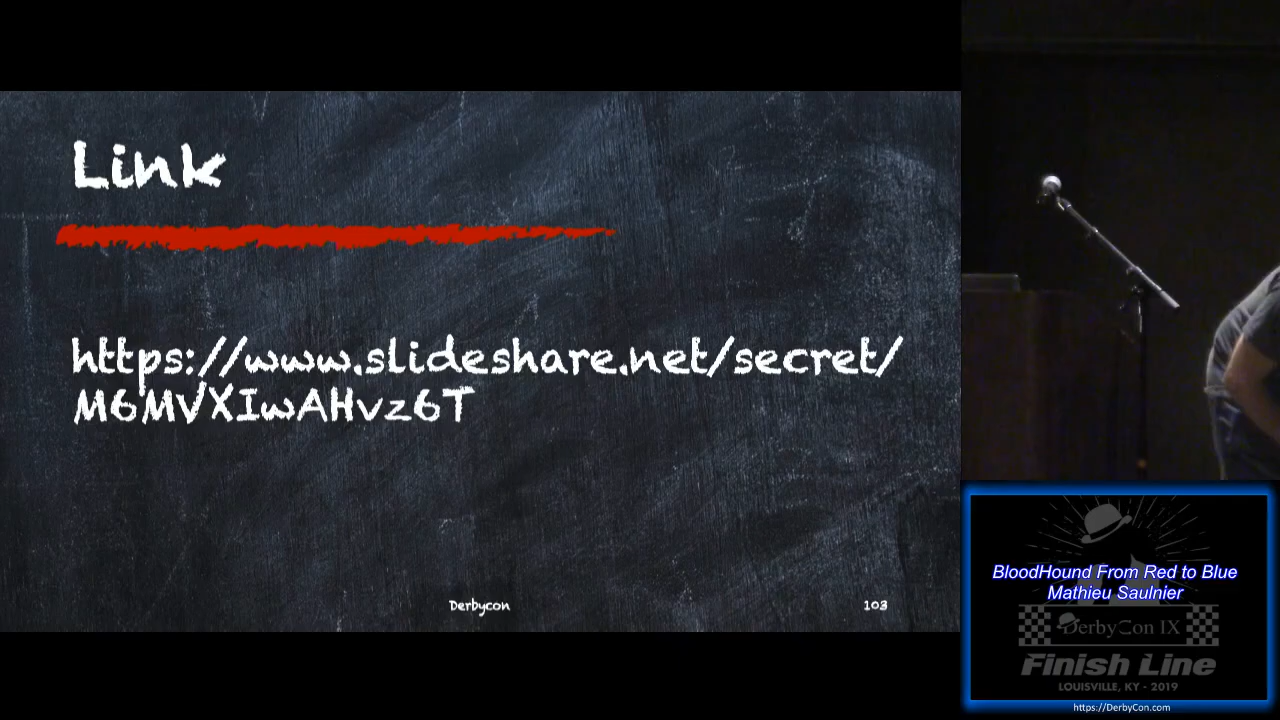 Link
https://www.slideshare.net/secret/
M6MVXIwAHvz6T
Derbycon
103
BloodHound From Red to Blue
Mathieu Saulnier
DerbyCon IX
Finish Line
LOUISVILLE, KY - 2019
https://DerbyCon.com